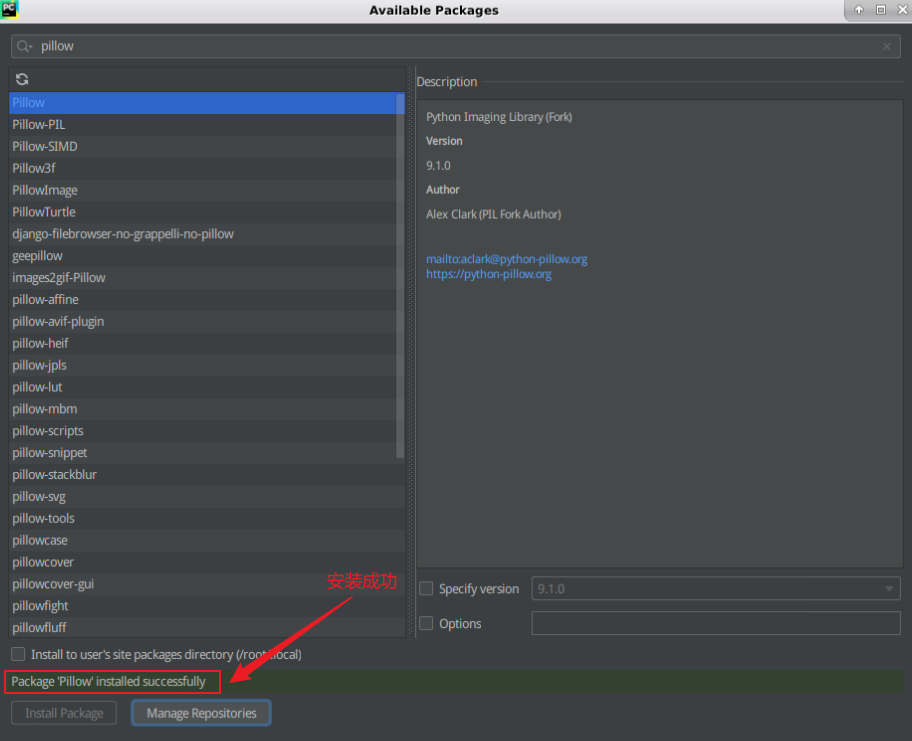 PC
Available Packages
pillow
Pillow
Pillow-PIL
Pillow-SIMD
Pillow3f
PillowImage
PillowTurtle
django-filebrowser-no-grappelli-no-pillow
geepillow
images2gif-Pillow
pillow-affine
pillow-avif-plugin
pillow-heif
pillow-jpls
pillow-lut
pillow-mbm
pillow-scripts
pillow-snippet
pillow-stackblur
pillow-svg
pillow-tools
pillowcase
pillowcover
pillowcover-gui
pillowfight
pillowfluff
安装成功
Description
Python Imaging Library (Fork)
Version
9.1.0
Author
Alex Clark (PIL Fork Author)
mailto:aclark@python-pillow.org
https://python-pillow.org
Specify version 9.1.0
Options
Install to user's site packages directory (/root/.local)
Package 'Pillow' installed successfully
Install Package Manage Repositories